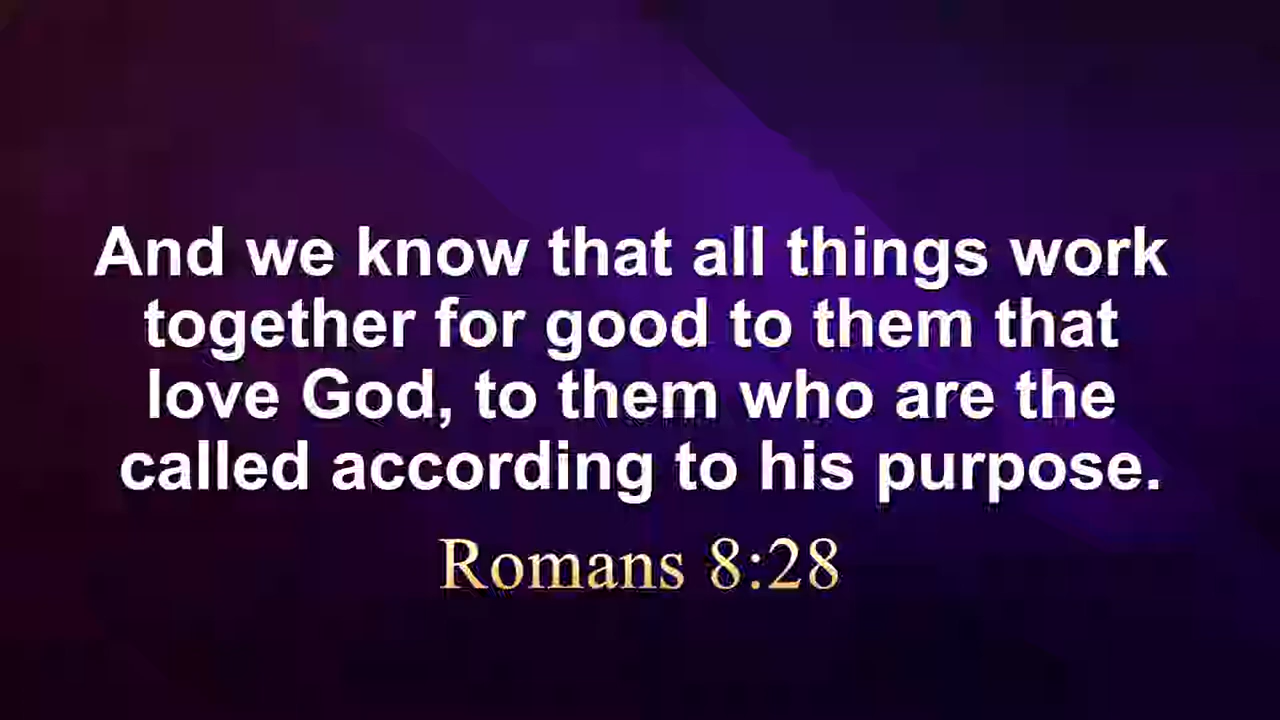 And we know that all things work
together for good to them that
love God, to them who are the
called according to his purpose.
Romans 8:28